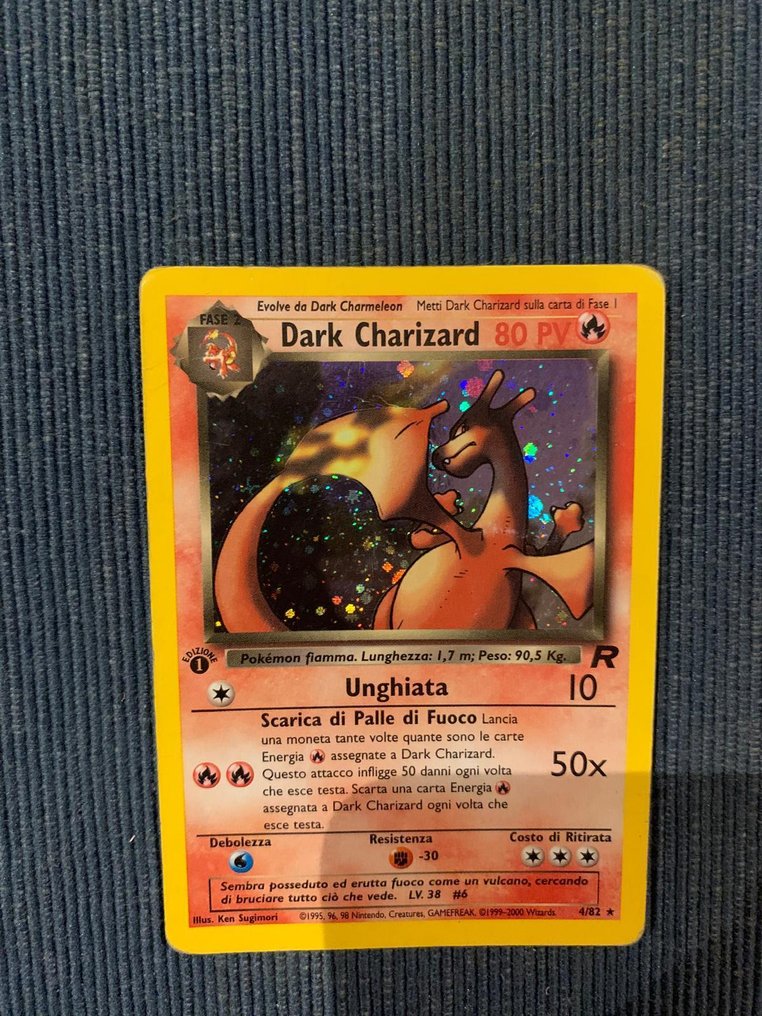 Evolve da Dark Charmeleon Metti Dark Charizard sulla carta di Fase 1
FASE 2
Dark Charizard 80 PV
EDIZIONE
1
Pokémon fiamma. Lunghezza: 1,7 m; Peso: 90,5 Kg.
R
Unghiata 10
Scarica di Palle di Fuoco Lancia
una moneta tante volte quante sono le carte
Energia assegnate a Dark Charizard.
Questo attacco infligge 50 danni ogni volta
che esce testa. Scarta una carta Energia
assegnata a Dark Charizard ogni volta che
esce testa.
50x
Debolezza Resistenza Costo di Ritirata
-30
Sembra posseduto ed erutta fuoco come un vulcano, cercando
di bruciare tutto ciò che vede. LV. 38 #6
Illus. Ken Sugimori ©1995, 96, 98 Nintendo, Creatures, GAMEFREAK. ©1999-2000 Wizards. 4/82 ★